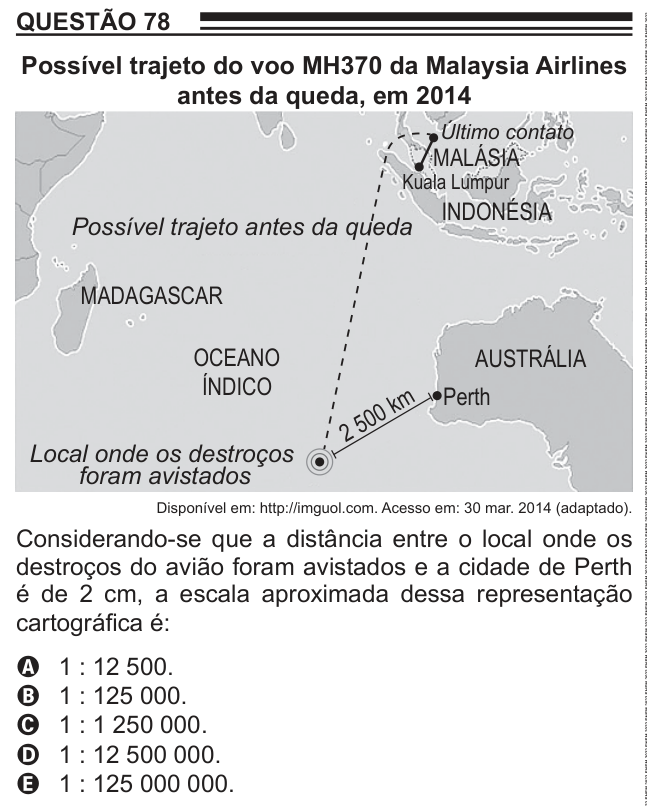 QUESTÃO 78
Possível trajeto do voo MH370 da Malaysia Airlines
antes da queda, em 2014
Último contato
MALÁSIA
Kuala Lumpur
INDONÉSIA
Possível trajeto antes da queda
MADAGASCAR
OCEANO
ÍNDICO
AUSTRÁLIA
Perth
2 500 km
Local onde os destroços
foram avistados
Disponível em: http://imguol.com. Acesso em: 30 mar. 2014 (adaptado).
Considerando-se que a distância entre o local onde os
destroços do avião foram avistados e a cidade de Perth
é de 2 cm, a escala aproximada dessa representação
cartográfica é:
A 1 : 12 500.
B 1 : 125 000.
C 1 : 1 250 000.
D 1 : 12 500 000.
E 1 : 125 000 000.